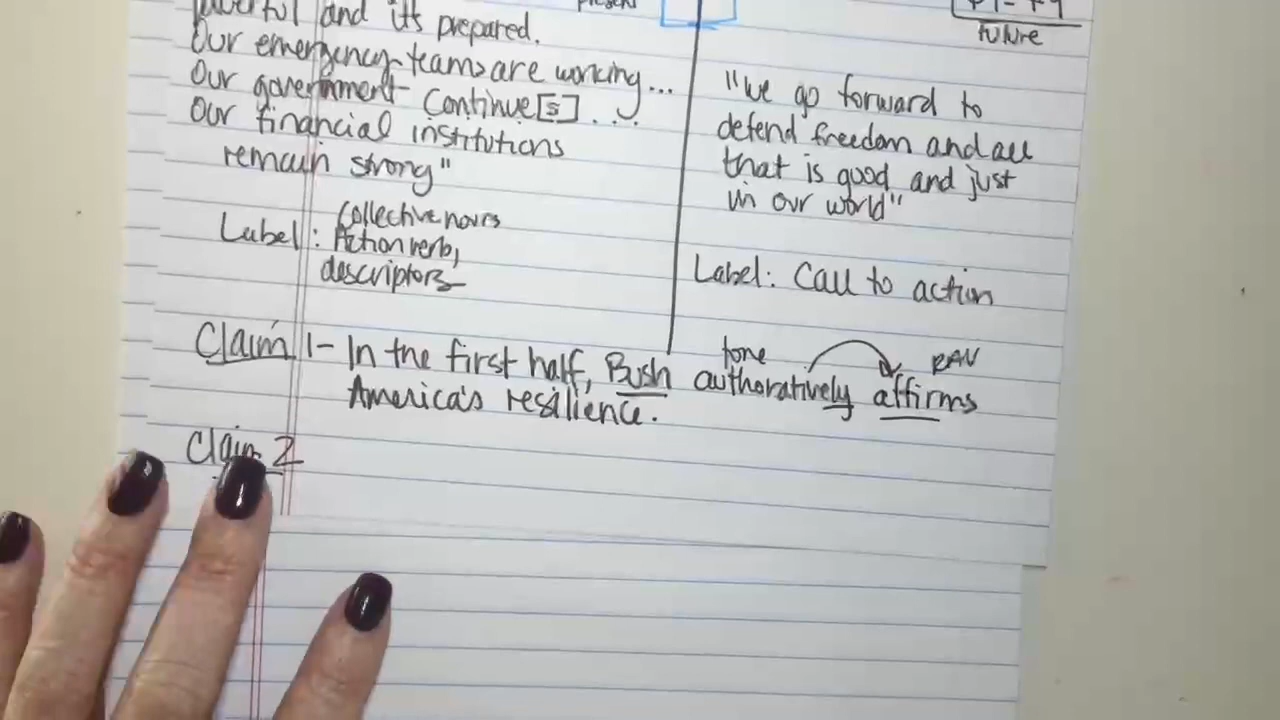 powerful and it's prepared.
Our emergency teams are working...
Our government continue[s]...
Our financial institutions
remain strong"
Label: Collective nouns
Action verb,
descriptors
present
future
"we go forward to
defend freedom and all
that is good and just
in our world"
Label: Call to action
tone
RAV
Claim 1- In the first half, Bush authoratively affirms
America's resilience.
Claim 2